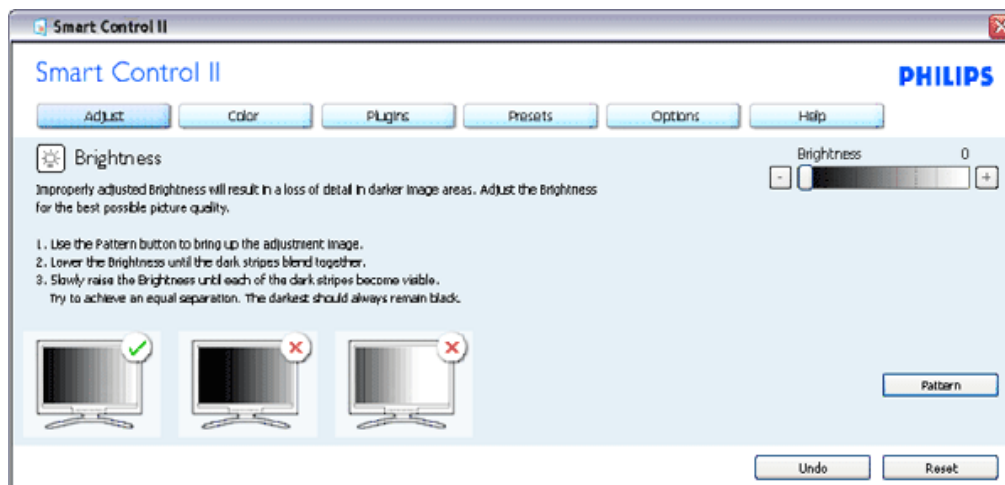 Smart Control II
Smart Control II
PHILIPS
Adjust Color Plugins Presets Options Help
Brightness
Brightness 0
Improperly adjusted Brightness will result in a loss of detail in darker image areas. Adjust the Brightness
for the best possible picture quality.
- +
1. Use the Pattern button to bring up the adjustment image.
2. Lower the Brightness until the dark stripes blend together.
3. Slowly raise the Brightness until each of the dark stripes become visible.
Try to achieve an equal separation. The darkest should always remain black.
Pattern
Undo Reset